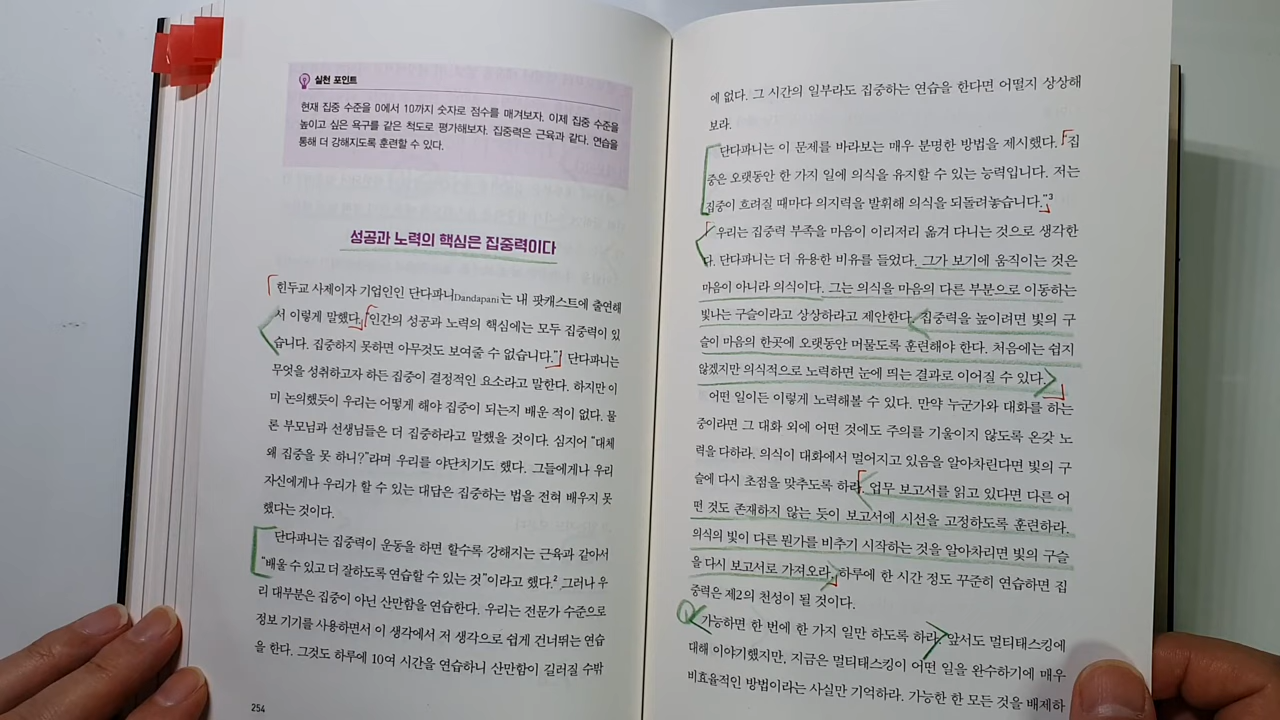 실천 포인트
현재 집중 수준을 0에서 10까지 숫자로 점수를 매겨보자. 이제 집중 수준을
높이고 싶은 욕구를 같은 척도로 평가해보자. 집중력은 근육과 같다. 연습을
통해 더 강해지도록 훈련할 수 있다.
성공과 노력의 핵심은 집중력이다
힌두교 사제이자 기업인인 단다파니Dandapani는 내 팟캐스트에 출연해
서 이렇게 말했다. “인간의 성공과 노력의 핵심에는 모두 집중력이 있
습니다. 집중하지 못하면 아무것도 보여줄 수 없습니다.” 단다파니는
무엇을 성취하고자 하든 집중이 결정적인 요소라고 말한다. 하지만 이
미 논의했듯이 우리는 어떻게 해야 집중이 되는지 배운 적이 없다. 물
론 부모님과 선생님들은 더 집중하라고 말했을 것이다. 심지어 “대체
왜 집중을 못 하니?”라며 우리를 야단치기도 했다. 그들에게나 우리
자신에게나 우리가 할 수 있는 대답은 집중하는 법을 전혀 배우지 못
했다는 것이다.
단다파니는 집중력이 운동을 하면 할수록 강해지는 근육과 같아서
“배울 수 있고 더 잘하도록 연습할 수 있는 것”이라고 했다.2 그러나 우
리 대부분은 집중이 아닌 산만함을 연습한다. 우리는 전문가 수준으로
정보 기기를 사용하면서 이 생각에서 저 생각으로 쉽게 건너뛰는 연습
을 한다. 그것도 하루에 10여 시간을 연습하니 산만함이 길러질 수밖
254
에 없다. 그 시간의 일부라도 집중하는 연습을 한다면 어떨지 상상해
보라.
단다파니는 이 문제를 바라보는 매우 분명한 방법을 제시했다. “집
중은 오랫동안 한 가지 일에 의식을 유지할 수 있는 능력입니다. 저는
집중이 흐려질 때마다 의지력을 발휘해 의식을 되돌려놓습니다.”3
우리는 집중력 부족을 마음이 이리저리 옮겨 다니는 것으로 생각한
다. 단다파니는 더 유용한 비유를 들었다. 그가 보기에 움직이는 것은
마음이 아니라 의식이다. 그는 의식을 마음의 다른 부분으로 이동하는
빛나는 구슬이라고 상상하라고 제안한다. 집중력을 높이려면 빛의 구
슬이 마음의 한곳에 오랫동안 머물도록 훈련해야 한다. 처음에는 쉽지
않겠지만 의식적으로 노력하면 눈에 띄는 결과로 이어질 수 있다.
어떤 일이든 이렇게 노력해볼 수 있다. 만약 누군가와 대화를 하는
중이라면 그 대화 외에 어떤 것에도 주의를 기울이지 않도록 온갖 노
력을 다하라. 의식이 대화에서 멀어지고 있음을 알아차린다면 빛의 구
슬에 다시 초점을 맞추도록 하라. 업무 보고서를 읽고 있다면 다른 어
떤 것도 존재하지 않는 듯이 보고서에 시선을 고정하도록 훈련하라.
의식의 빛이 다른 뭔가를 비추기 시작하는 것을 알아차리면 빛의 구슬
을 다시 보고서로 가져오라. 하루에 한 시간 정도 꾸준히 연습하면 집
중력은 제2의 천성이 될 것이다.
가능하면 한 번에 한 가지 일만 하도록 하라. 앞서도 멀티태스킹에
대해 이야기했지만, 지금은 멀티태스킹이 어떤 일을 완수하기에 매우
비효율적인 방법이라는 사실만 기억하라. 가능한 한 모든 것을 배제하